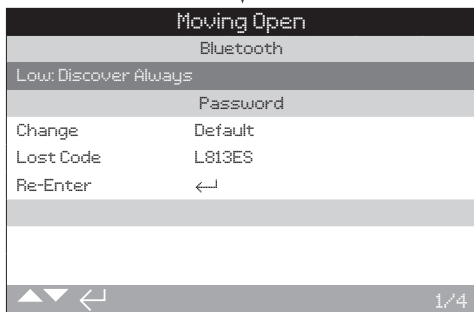 Moving Open
Bluetooth
Low: Discover Always
Password
Change Default
Lost Code L813ES
Re-Enter
1/4